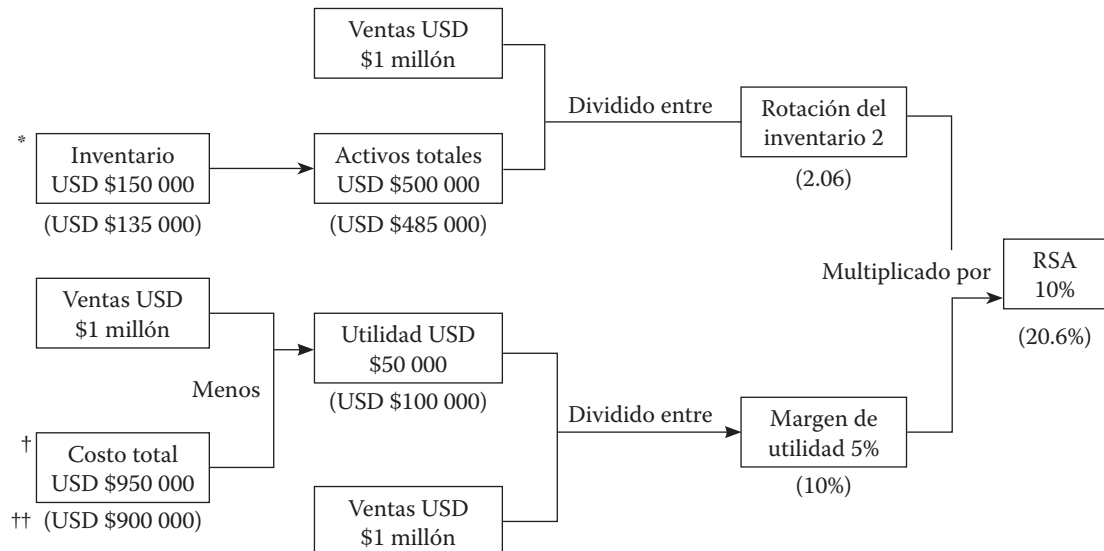 Ventas USD
$1 millón
Dividido entre
Rotación del
inventario 2
(2.06)
*
Inventario
USD $150 000
(USD $135 000)
Activos totales
USD $500 000
(USD $485 000)
Multiplicado por
RSA
10%
(20.6%)
Ventas USD
$1 millón
Menos
Utilidad USD
$50 000
(USD $100 000)
Dividido entre
Margen de
utilidad 5%
(10%)
†
Costo total
USD $950 000
†† (USD $900 000)
Ventas USD
$1 millón